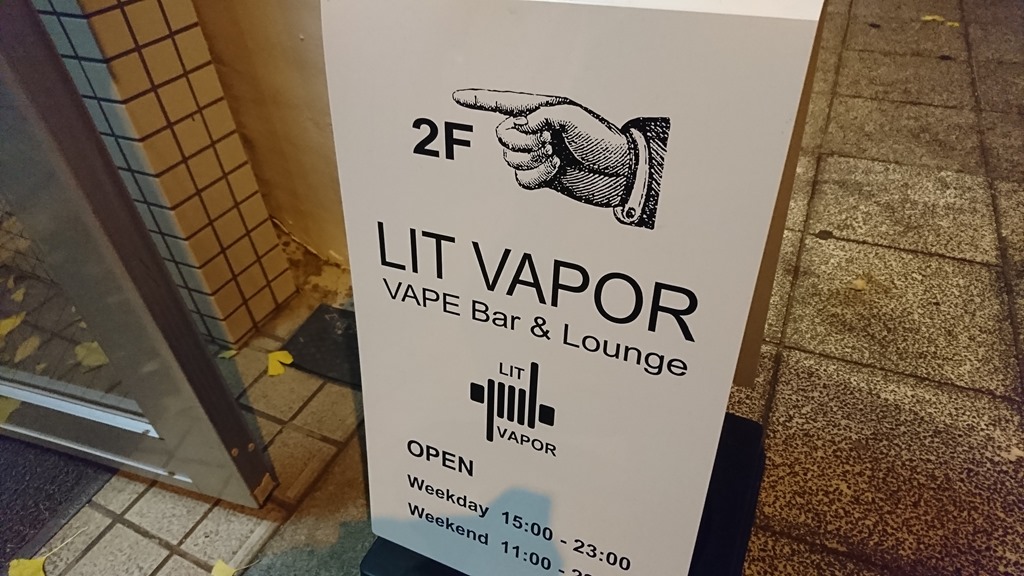 2F
LIT VAPOR
VAPE Bar & Lounge
LIT
VAPOR
OPEN
Weekday 15:00 - 23:00
Weekend 11:00 -